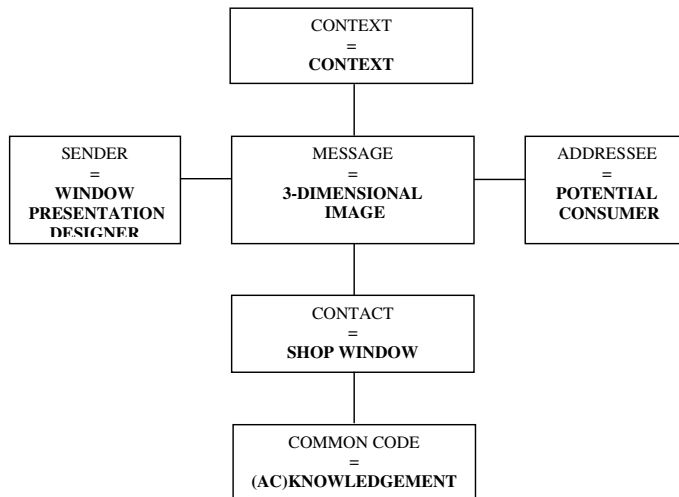 CONTEXT
=
CONTEXT
SENDER
=
WINDOW
PRESENTATION
DESIGNER
MESSAGE
=
3-DIMENSIONAL
IMAGE
ADDRESSEE
=
POTENTIAL
CONSUMER
CONTACT
=
SHOP WINDOW
COMMON CODE
=
(AC)KNOWLEDGEMENT